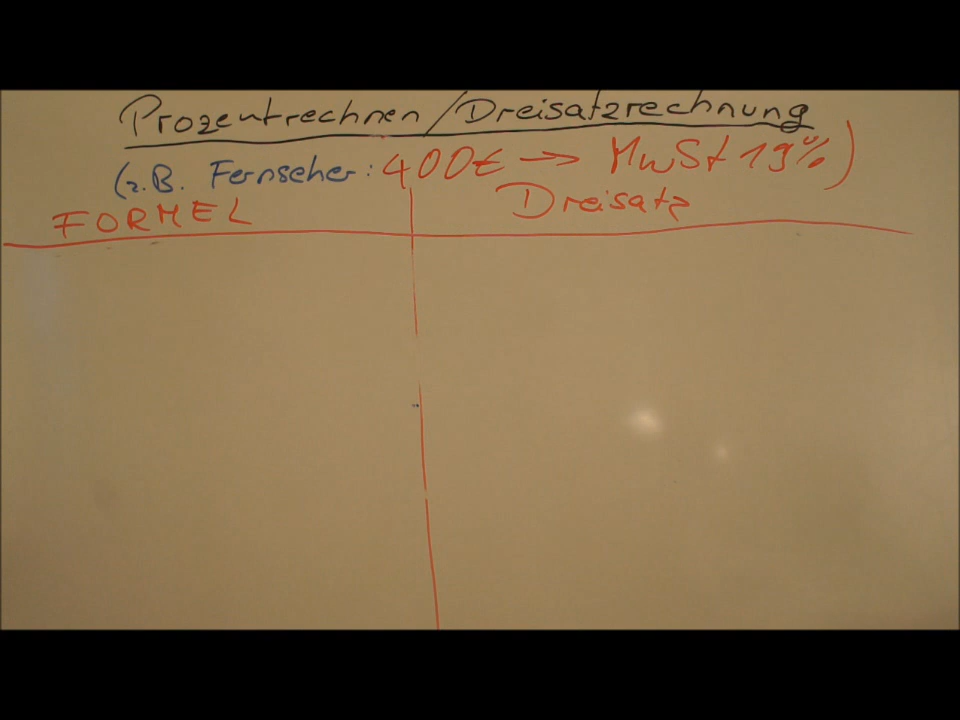 Prozentrechnen/Dreisatzrechnung
(z.B. Fernseher: 400€ → MwSt 19%)
FORMEL Dreisatz